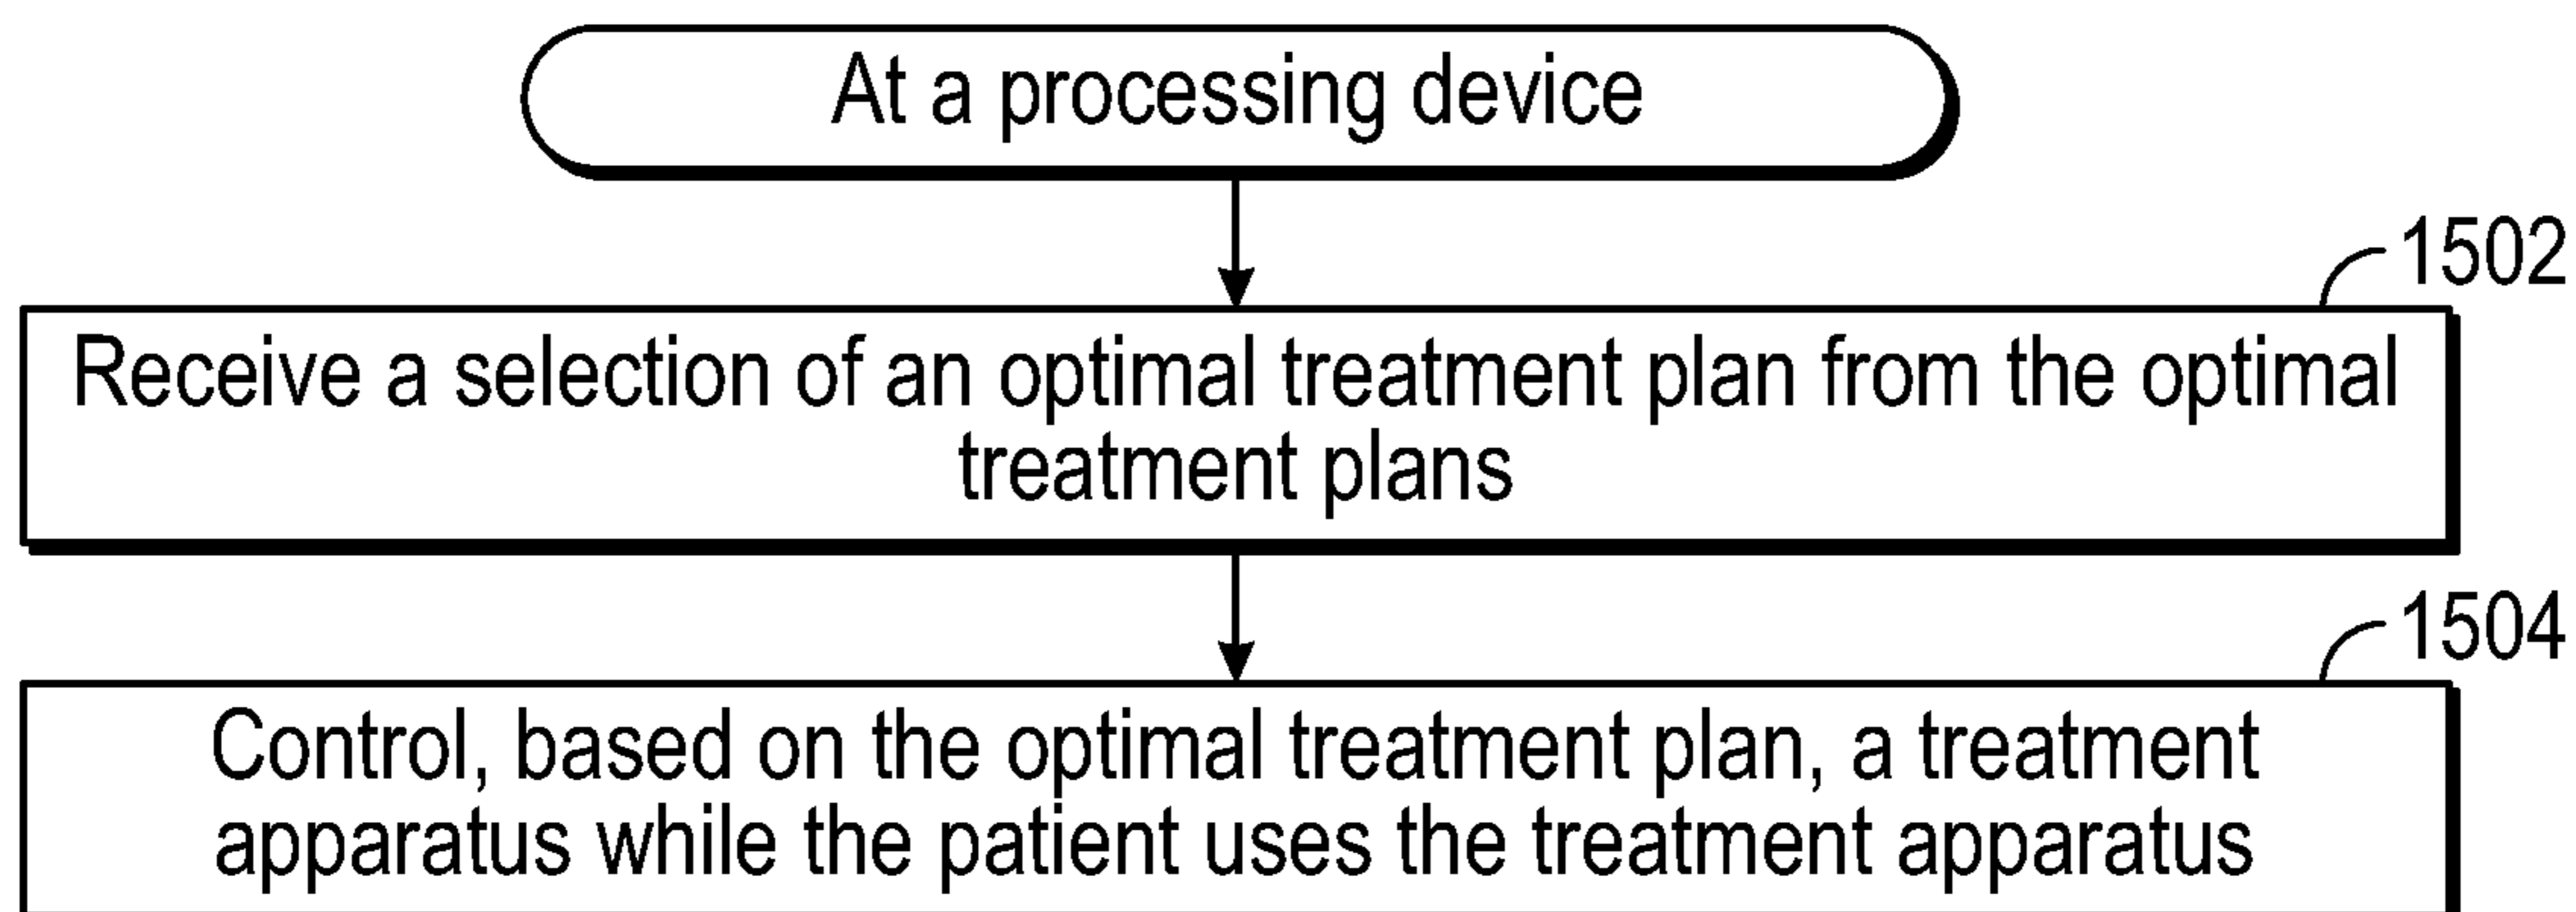 At a processing device
1502
Receive a selection of an optimal treatment plan from the optimal
treatment plans
1504
Control, based on the optimal treatment plan, a treatment
apparatus while the patient uses the treatment apparatus